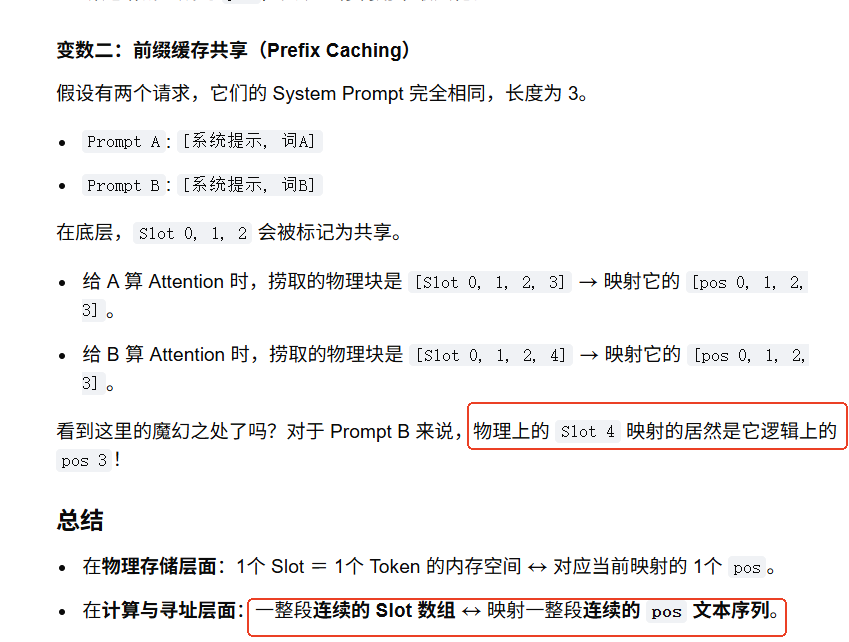 变数二：前缀缓存共享（Prefix Caching）
假设有两个请求，它们的 System Prompt 完全相同，长度为 3。
• Prompt A：[系统提示, 词A]
• Prompt B：[系统提示, 词B]
在底层，Slot 0, 1, 2 会被标记为共享。
• 给 A 算 Attention 时，捞取的物理块是 [Slot 0, 1, 2, 3] → 映射它的 [pos 0, 1, 2,
3]。
• 给 B 算 Attention 时，捞取的物理块是 [Slot 0, 1, 2, 4] → 映射它的 [pos 0, 1, 2,
3]。
看到这里的魔幻之处了吗？对于 Prompt B 来说，物理上的 Slot 4 映射的居然是它逻辑上的
pos 3！
总结
• 在物理存储层面：1个 Slot ＝ 1个 Token 的内存空间 ↔ 对应当前映射的 1个 pos。
• 在计算与寻址层面：一整段连续的 Slot 数组 ↔ 映射一整段连续的 pos 文本序列。